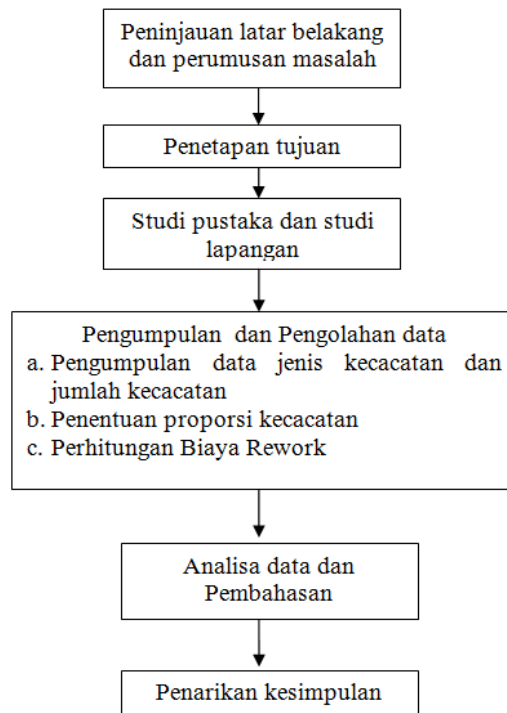 Peninjauan latar belakang
dan perumusan masalah
Penetapan tujuan
Studi pustaka dan studi
lapangan
Pengumpulan dan Pengolahan data
a. Pengumpulan data jenis kecacatan dan
jumlah kecacatan
b. Penentuan proporsi kecacatan
c. Perhitungan Biaya Rework
Analisa data dan
Pembahasan
Penarikan kesimpulan